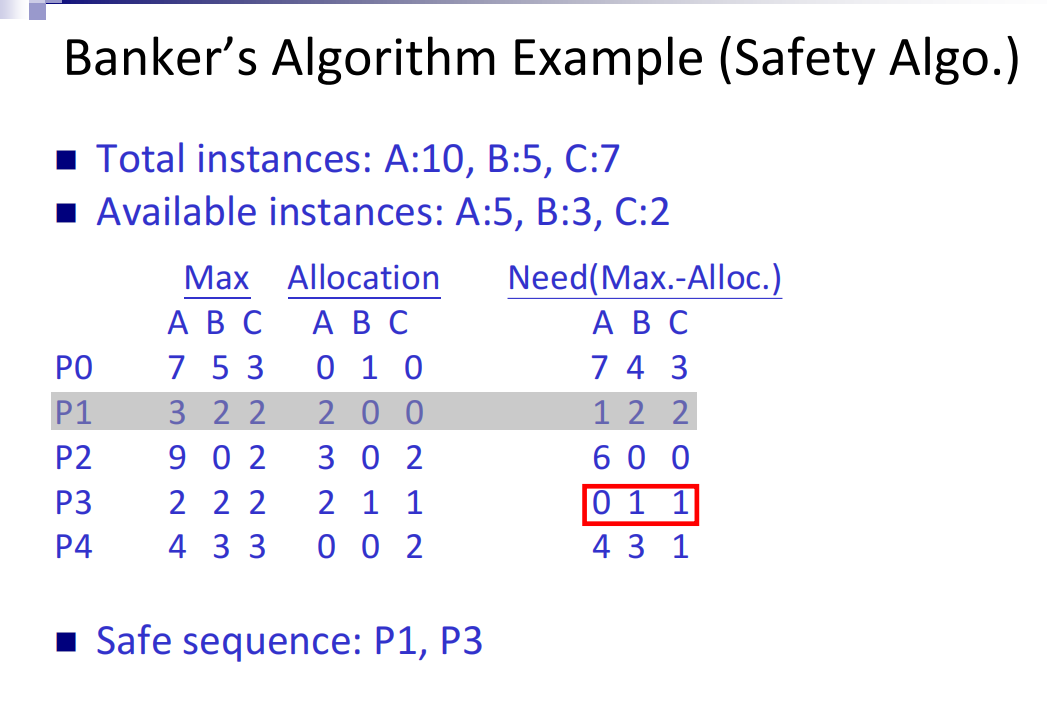 Banker’s Algorithm Example (Safety Algo.)
Total instances: A:10, B:5, C:7
Available instances: A:5, B:3, C:2
Max Allocation Need(Max.-Alloc.)
A B C A B C A B C
P0 7 5 3 0 1 0 7 4 3
P1 3 2 2 2 0 0 1 2 2
P2 9 0 2 3 0 2 6 0 0
P3 2 2 2 2 1 1 0 1 1
P4 4 3 3 0 0 2 4 3 1
Safe sequence: P1, P3